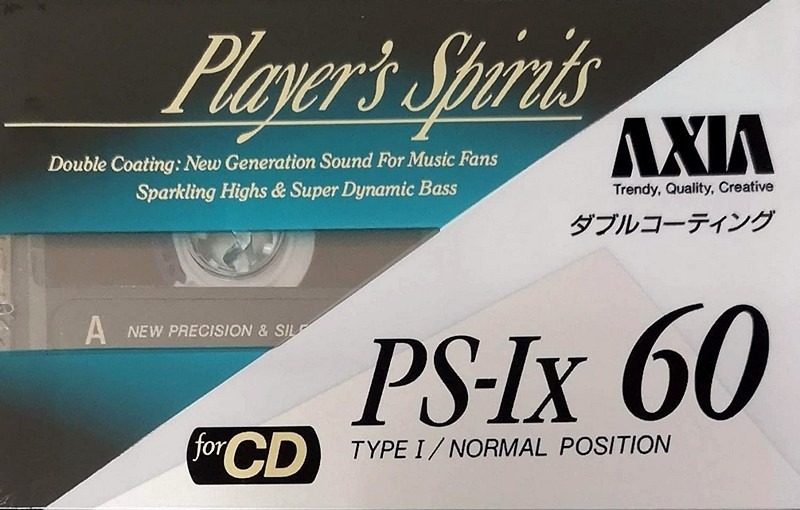 Player's Spirits
Double Coating: New Generation Sound For Music Fans
Sparkling Highs & Super Dynamic Bass
AXIA
Trendy, Quality, Creative
ダブルコーティング
A NEW PRECISION &
PS-Ix 60
for CD
TYPE I / NORMAL POSITION